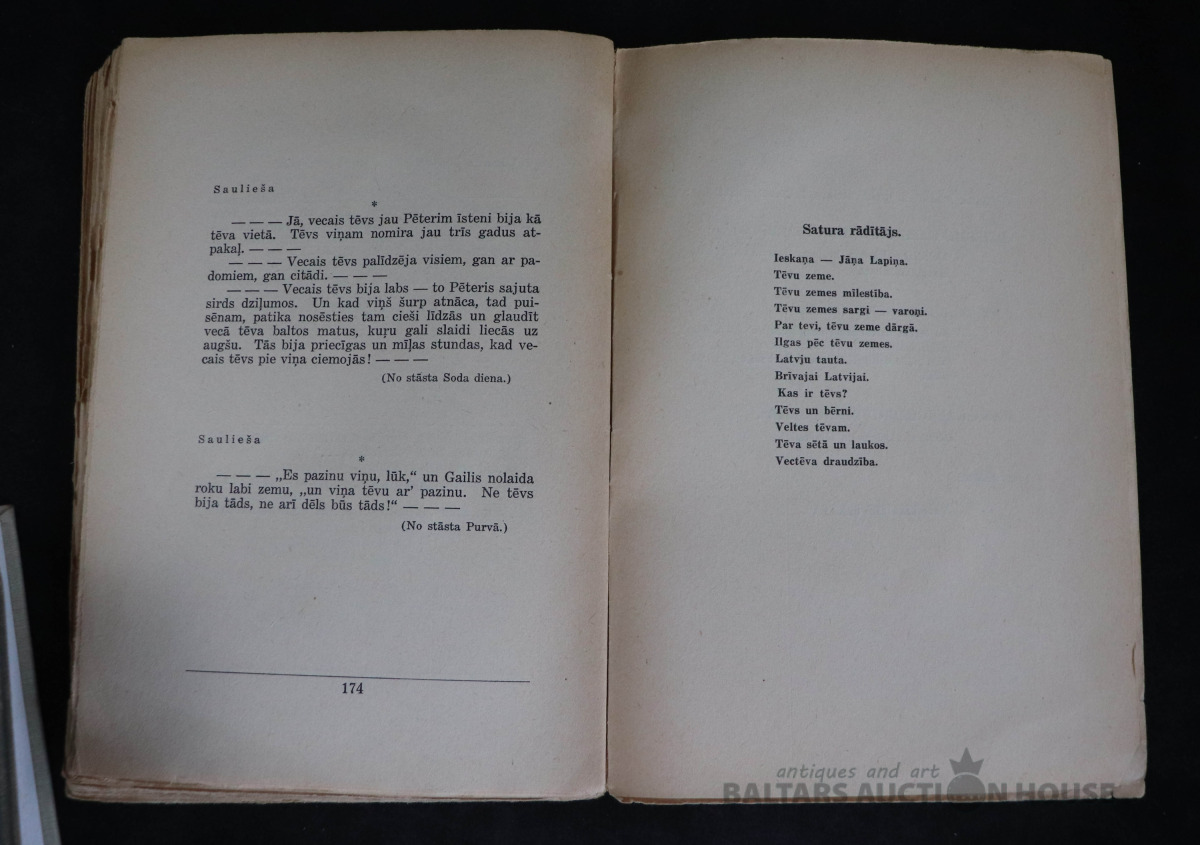 Saulieša
*
— — — Jā, vecais tēvs jau Pēterim īsteni bija kā
tēva vietā. Tēvs viņam nomira jau trīs gadus at-
pakaļ. — — —
— — — Vecais tēvs palīdzēja visiem, gan ar pa-
domiem, gan citādi. — — —
— — — Vecais tēvs bija labs — to Pēteris sajuta
sirds dziļumos. Un kad viņš šurp atnāca, tad pui-
sēnam, patika nosēsties tam cieši līdzās un glaudīt
vecā tēva baltos matus, kuŗu gali slaidi liecās uz
augšu. Tās bija priecīgas un mīļas stundas, kad ve-
cais tēvs pie viņa ciemojās! — — —
(No stāsta Soda diena.)
Saulieša
*
— — — „Es pazinu viņu, lūk,“ un Gailis nolaida
roku labi zemu, „un viņa tēvu ar’ pazinu. Ne tēvs
bija tāds, ne arī dēls būs tāds!“ — — —
(No stāsta Purvā.)
174
Satura rādītājs.
Ieskaņa — Jāņa Lapiņa.
Tēvu zeme.
Tēvu zemes mīlestība.
Tēvu zemes sargi — varoņi.
Par tevi, tēvu zeme dārgā.
Ilgas pēc tēvu zemes.
Latvju tauta.
Brīvajai Latvijai.
Kas ir tēvs?
Tēvs un bērni.
Veltes tēvam.
Tēva sētā un laukos.
Vectēva draudzība.
antiques and art
BALTARS AUCTION HOUSE